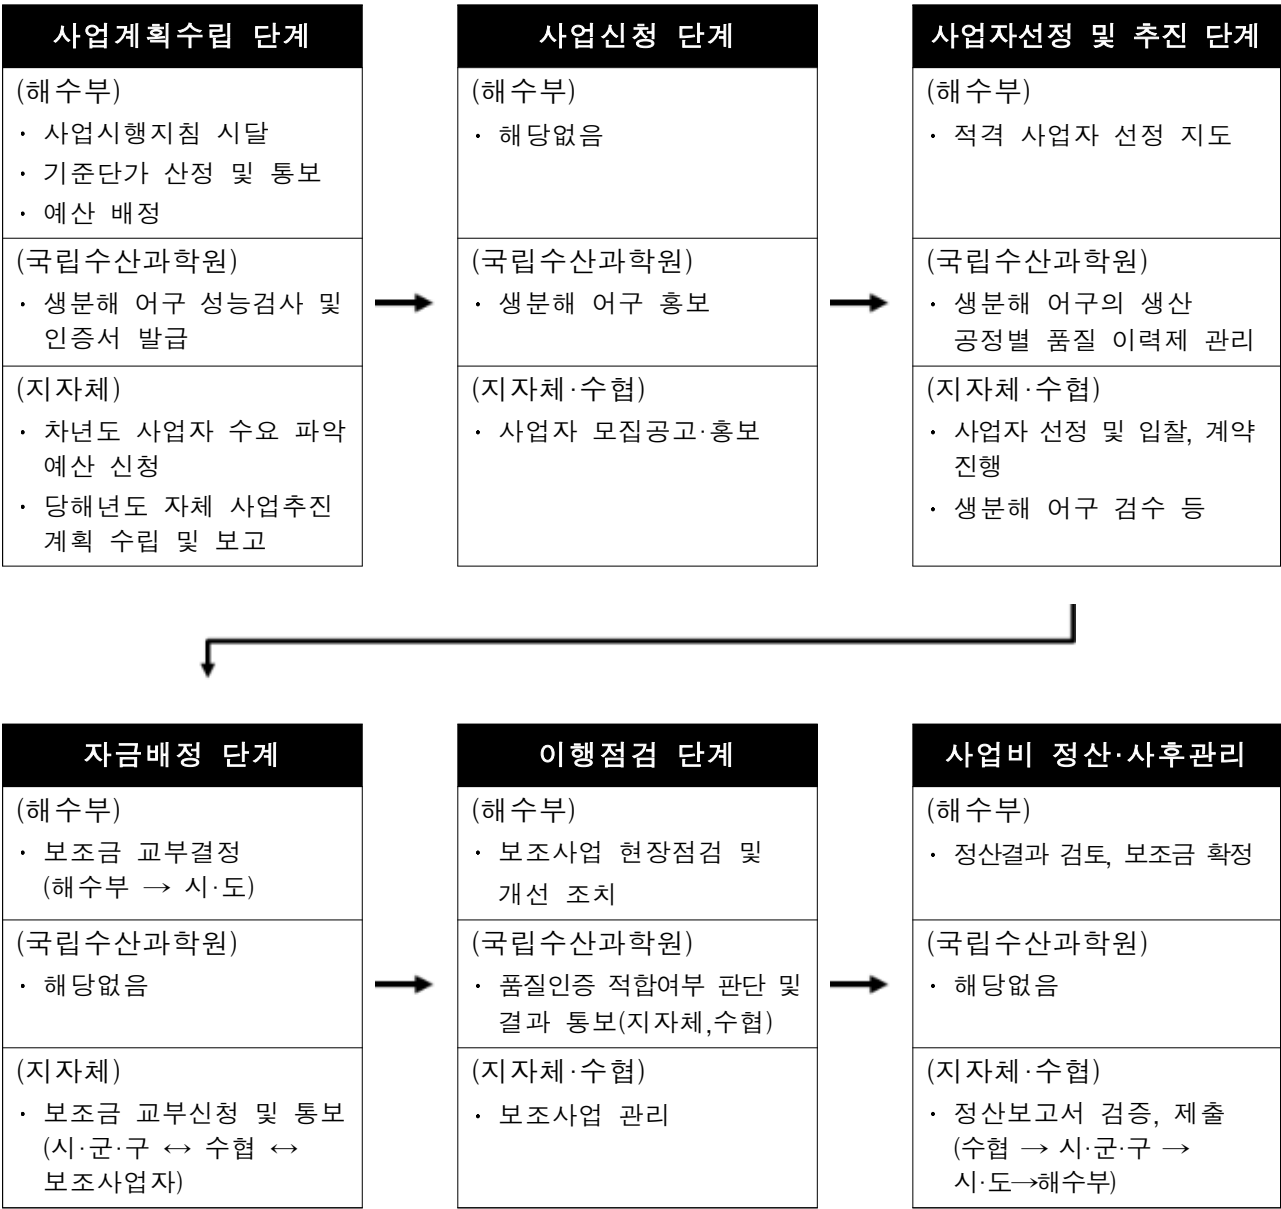 사업계획수립 단계
(해수부)
· 사업시행지침 시달
· 기준단가 산정 및 통보
· 예산 배정
(국립수산과학원)
· 생분해 어구 성능검사 및
인증서 발급
(지자체)
· 차년도 사업자 수요 파악
예산 신청
· 당해년도 자체 사업추진
계획 수립 및 보고
사업신청 단계
(해수부)
· 해당없음
(국립수산과학원)
· 생분해 어구 홍보
(지자체·수협)
· 사업자 모집공고·홍보
사업자선정 및 추진 단계
(해수부)
· 적격 사업자 선정 지도
(국립수산과학원)
· 생분해 어구의 생산
공정별 품질 이력제 관리
(지자체·수협)
· 사업자 선정 및 입찰, 계약
진행
· 생분해 어구 검수 등
자금배정 단계
(해수부)
· 보조금 교부결정
(해수부 → 시·도)
(국립수산과학원)
· 해당없음
(지자체)
· 보조금 교부신청 및 통보
(시·군·구 ↔ 수협 ↔
보조사업자)
이행점검 단계
(해수부)
· 보조사업 현장점검 및
개선 조치
(국립수산과학원)
· 품질인증 적합여부 판단 및
결과 통보(지자체,수협)
(지자체·수협)
· 보조사업 관리
사업비 정산·사후관리
(해수부)
· 정산결과 검토, 보조금 확정
(국립수산과학원)
· 해당없음
(지자체·수협)
· 정산보고서 검증, 제출
(수협 → 시·군·구 →
시·도→해수부)